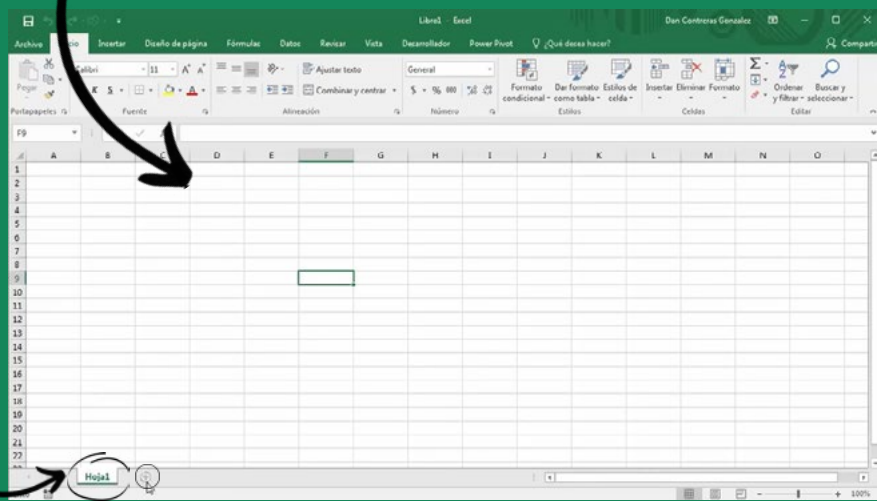 Libro1 - Excel
Dan Contreras Gonzalez
Archivo
Insertar Diseño de página Fórmulas Datos Revisar Vista Desarrollador Power Pivot ¿Qué deseas hacer? Compartir
Pegar
Calibri 11
K S
Ajustar texto
Combinar y centrar
General
$ % 000
Formato condicional
Dar formato como tabla
Estilos de celda
Insertar Eliminar Formato
Ordenar y filtrar
Buscar y seleccionar
Portapapeles Fuente Alineación Número Estilos Celdas Editar
F9
A B C D E F G H I J K L M N O
1
2
3
4
5
6
7
8
9
10
11
12
13
14
15
16
17
18
19
20
21
22
Hoja1
100%